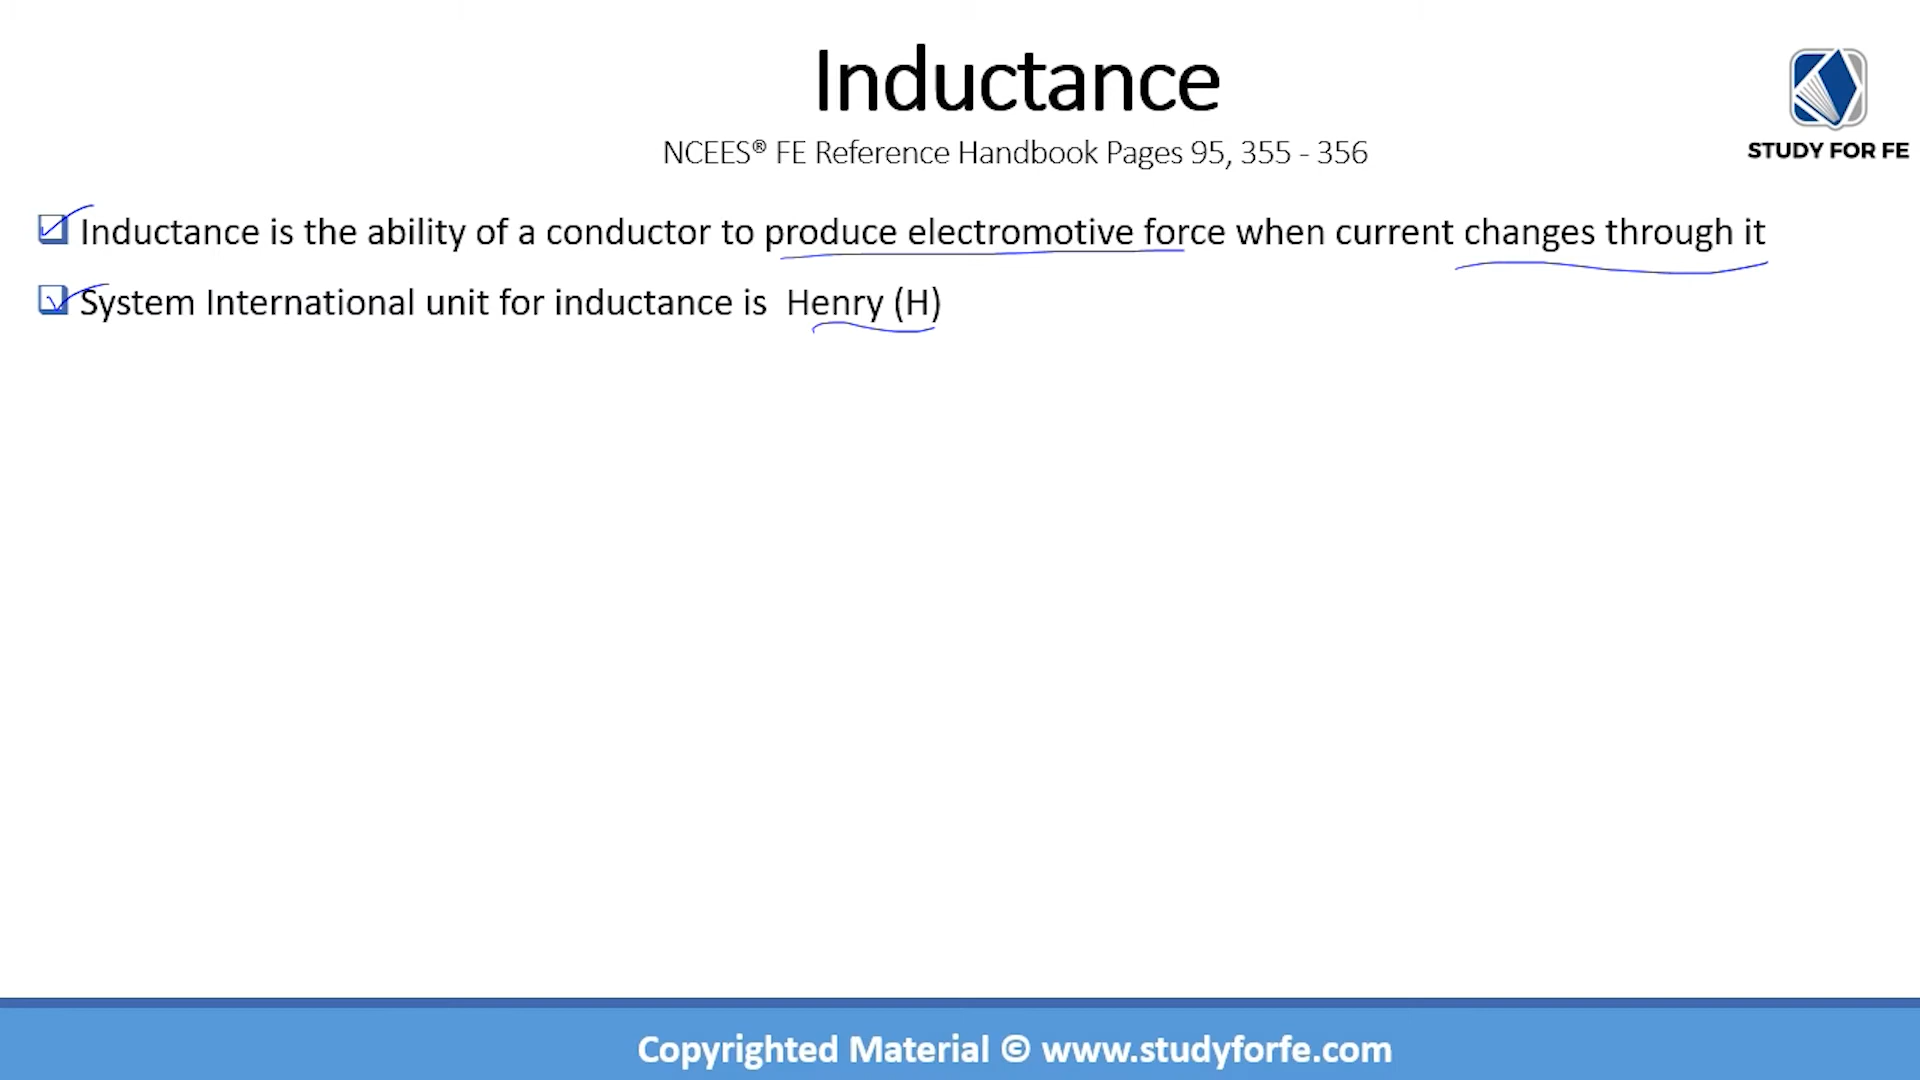 Inductance
NCEES® FE Reference Handbook Pages 95, 355 - 356
STUDY FOR FE
Inductance is the ability of a conductor to produce electromotive force when current changes through it
System International unit for inductance is Henry (H)
Copyrighted Material © www.studyforfe.com